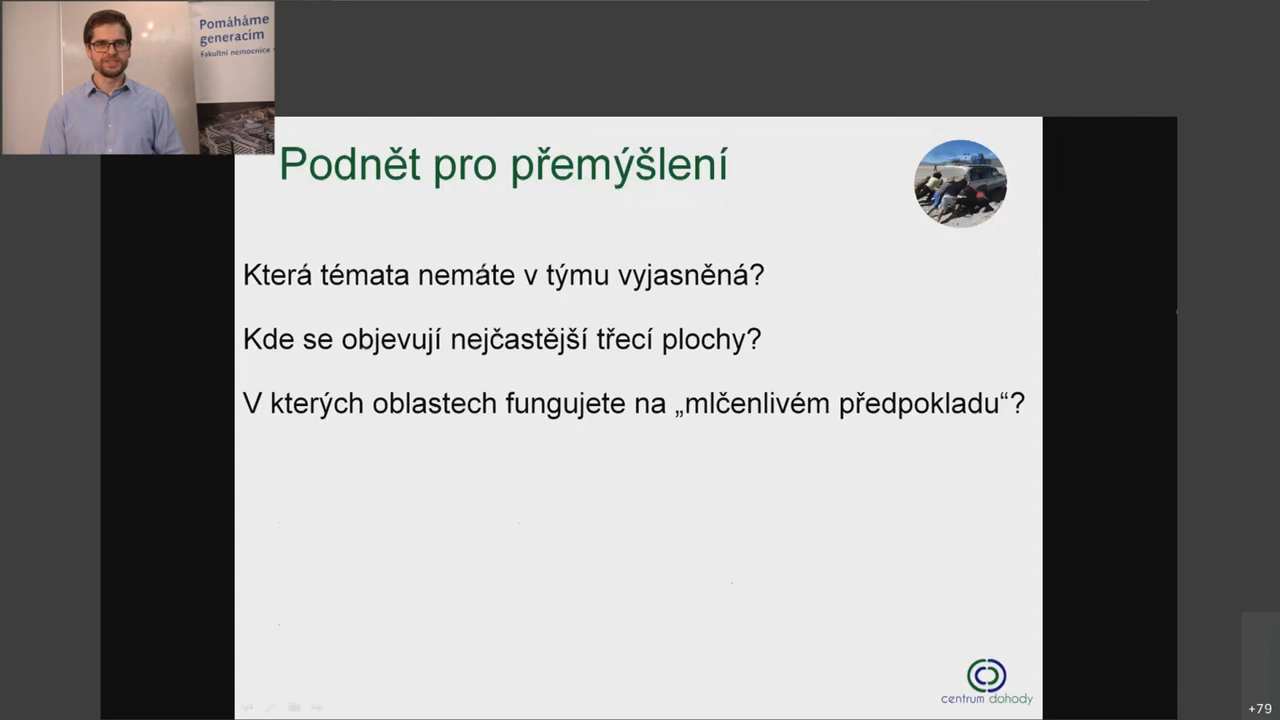 Pomáháme
generacím
Fakultní nemocnice
Podnět pro přemýšlení
Která témata nemáte v týmu vyjasněná?
Kde se objevují nejčastější třecí plochy?
V kterých oblastech fungujete na „mlčenlivém předpokladu“?
centrum dohody
+79